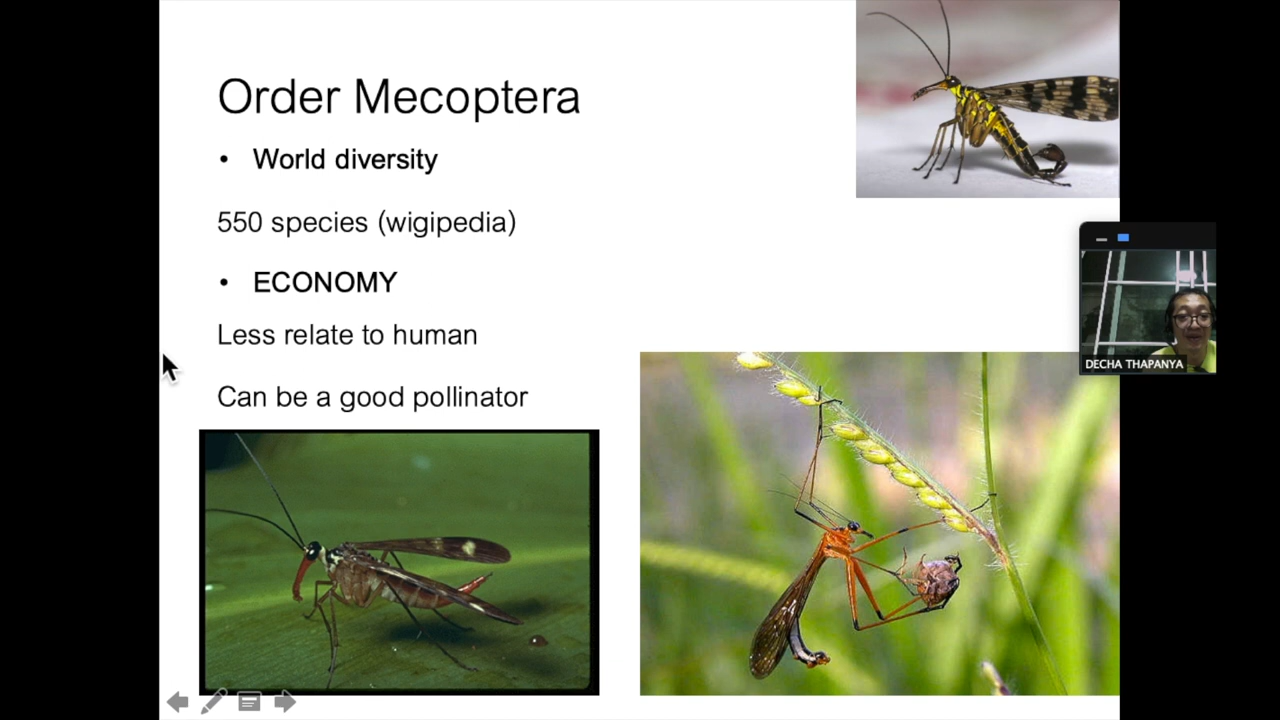 Order Mecoptera
• World diversity
550 species (wigipedia)
• ECONOMY
Less relate to human
Can be a good pollinator
DECHA THAPANYA